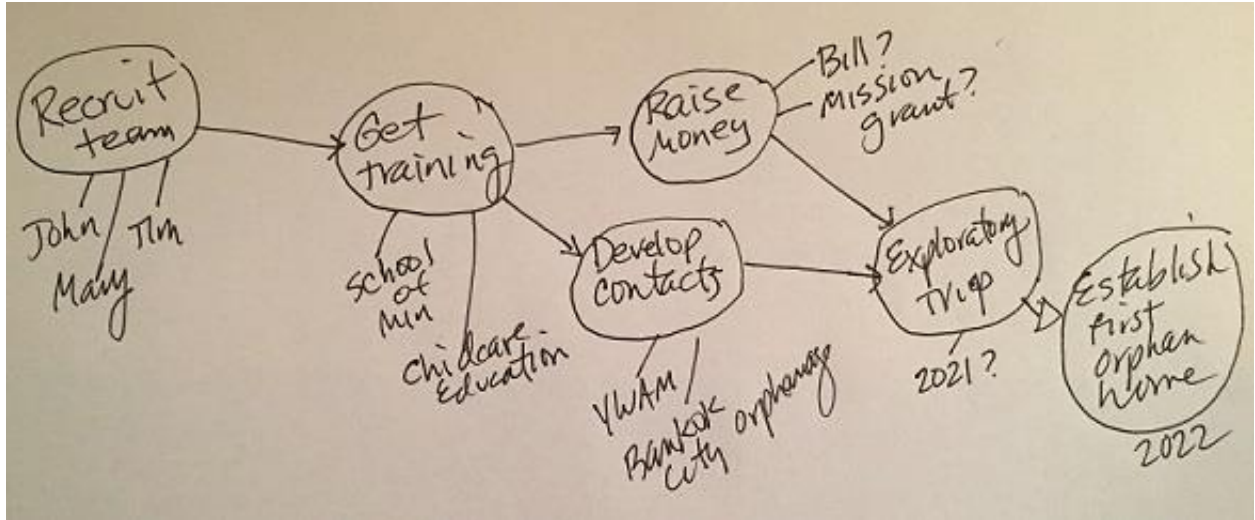 Recruit
team
John
Mary
Tim
Get
training
School
of
Min
Childcare
Education
Raise
Money
Bill?
Mission
grant?
Develop
contacts
YWAM
Bankok
City orphanage
Exploratory
Trip
2021?
Establish
first
orphan
home
2022